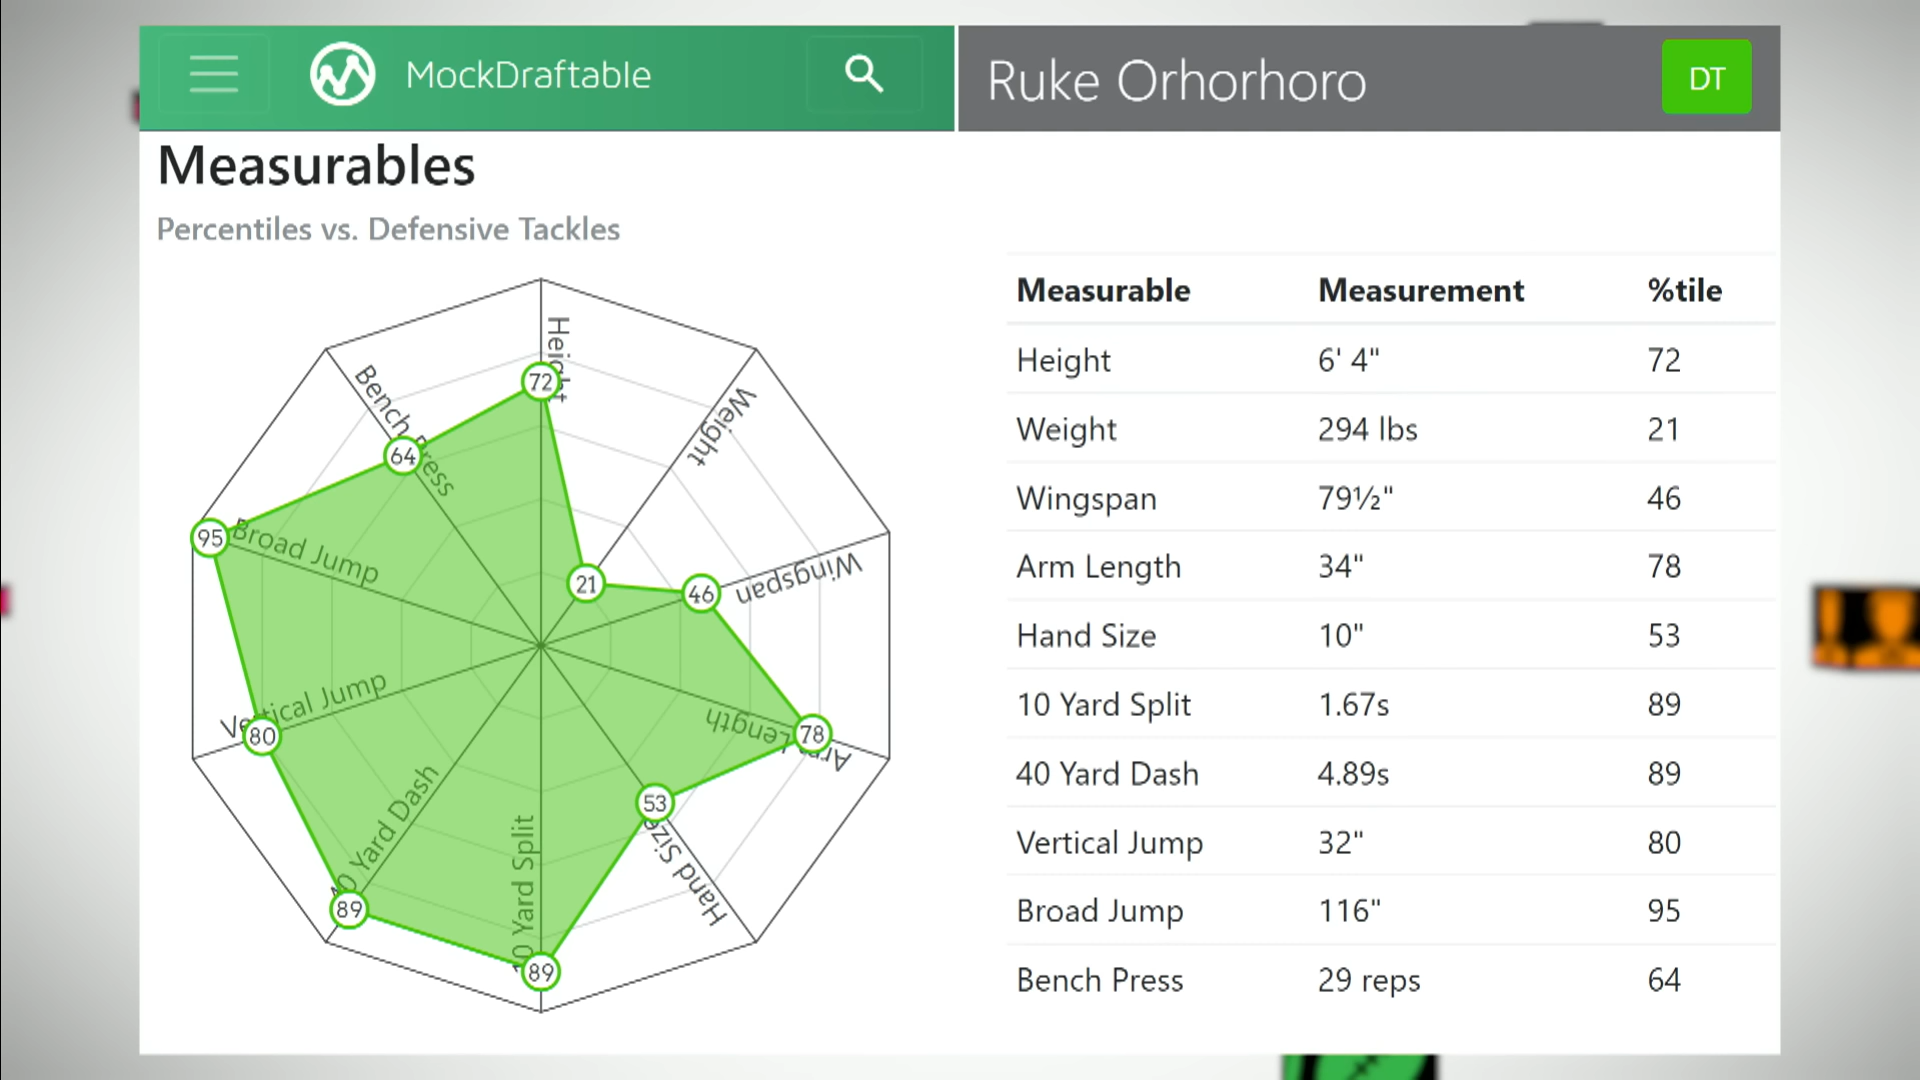 MockDraftable
Ruke Orhorhoro
DT
Measurables
Percentiles vs. Defensive Tackles
Height
Weight
Wingspan
Arm Length
Hand Size
10 Yard Split
40 Yard Dash
Vertical Jump
Broad Jump
Bench Press
72
21
46
78
53
89
89
80
95
64
Measurable Measurement %tile
Height 6' 4" 72
Weight 294 lbs 21
Wingspan 79½" 46
Arm Length 34" 78
Hand Size 10" 53
10 Yard Split 1.67s 89
40 Yard Dash 4.89s 89
Vertical Jump 32" 80
Broad Jump 116" 95
Bench Press 29 reps 64